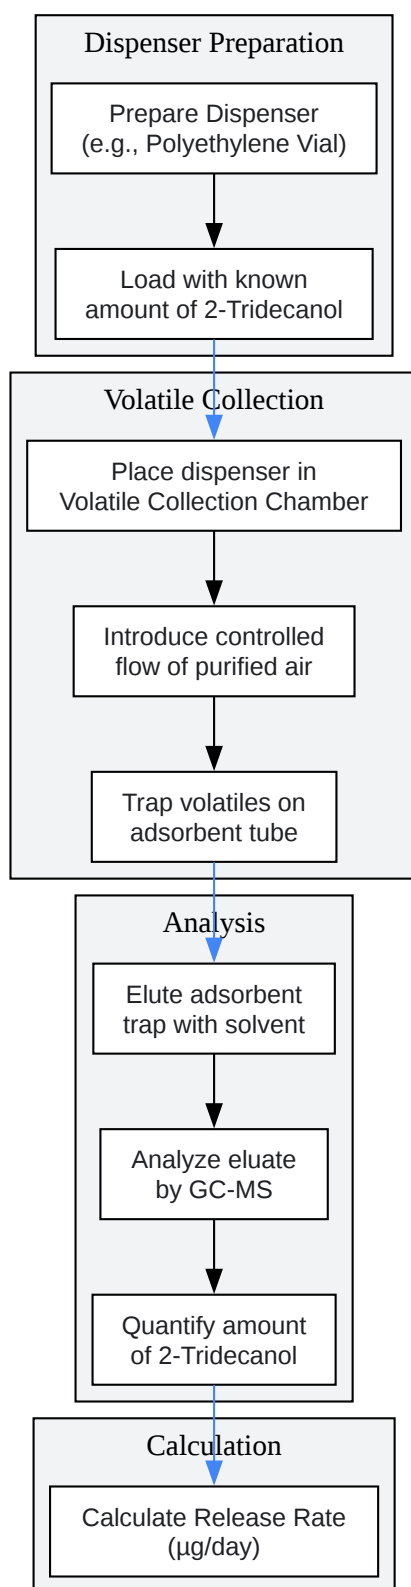 Dispenser Preparation
Prepare Dispenser
(e.g., Polyethylene Vial)
Load with known
amount of 2-Tridecanol
Volatile Collection
Place dispenser in
Volatile Collection Chamber
Introduce controlled
flow of purified air
Trap volatiles on
adsorbent tube
Analysis
Elute adsorbent
trap with solvent
Analyze eluate
by GC-MS
Quantify amount
of 2-Tridecanol
Calculation
Calculate Release Rate
(µg/day)